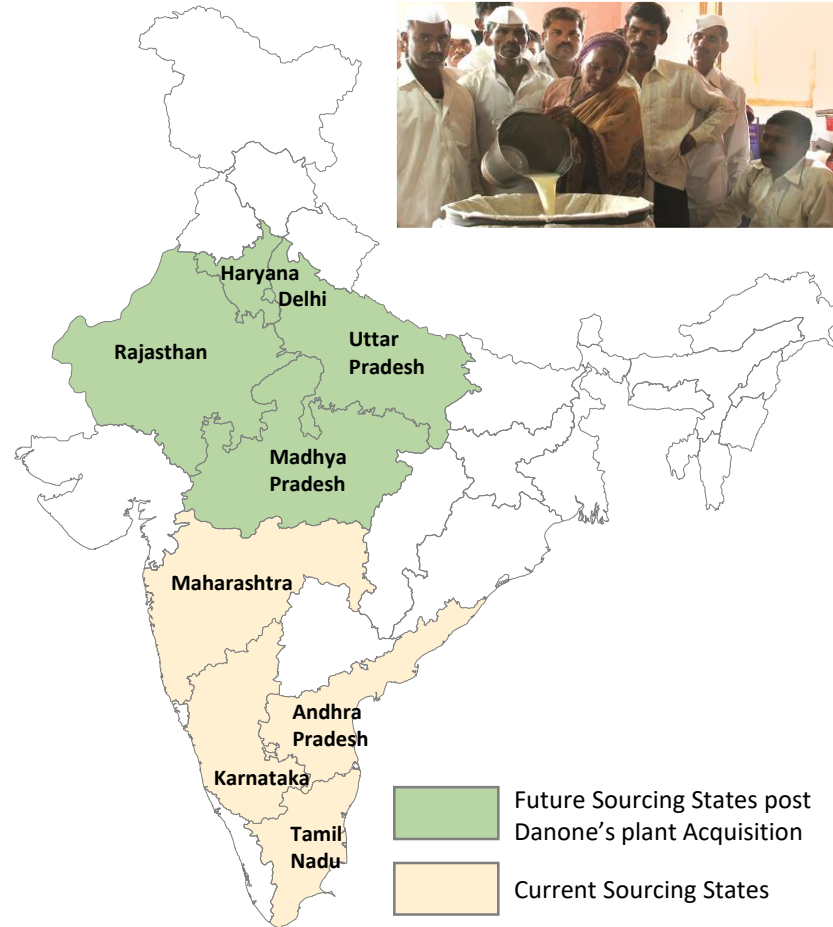 Haryana
Delhi
Rajasthan
Uttar
Pradesh
Madhya
Pradesh
Maharashtra
Andhra
Pradesh
Karnataka
Tamil
Nadu
Future Sourcing States post
Danone's plant Acquisition
Current Sourcing States